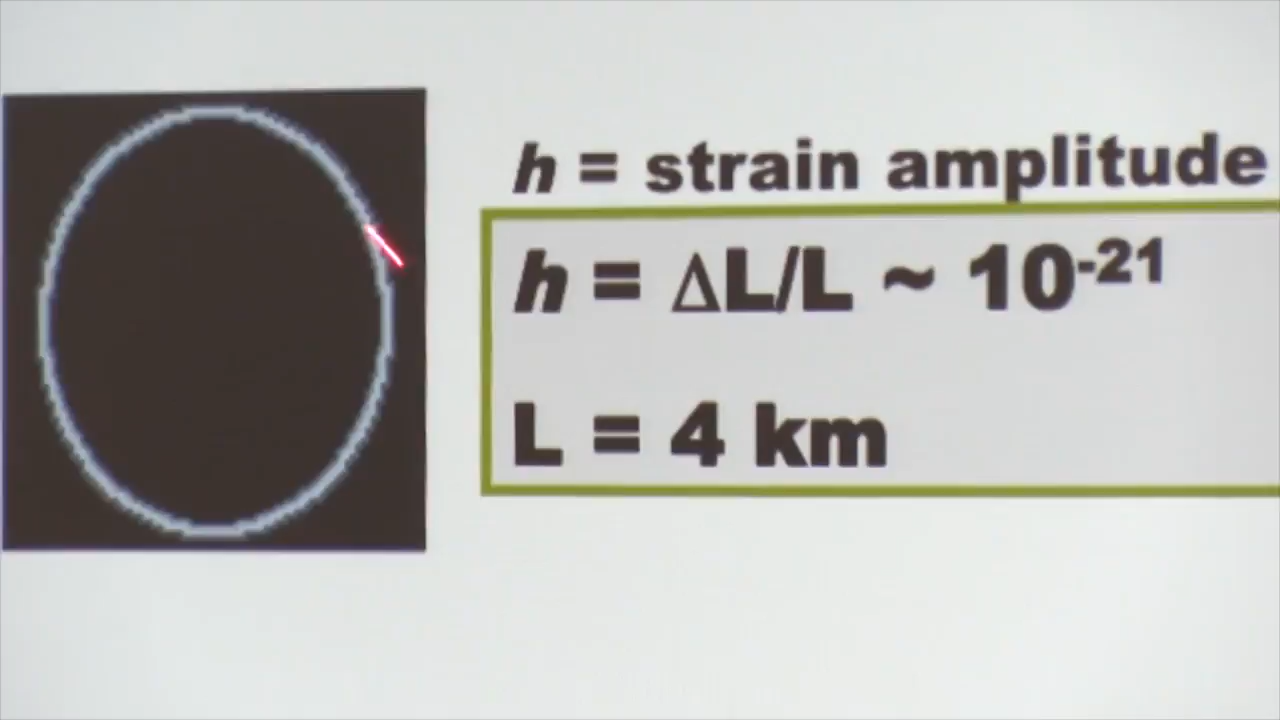 h = strain amplitude
h = ΔL/L ~ 10⁻²¹
L = 4 km